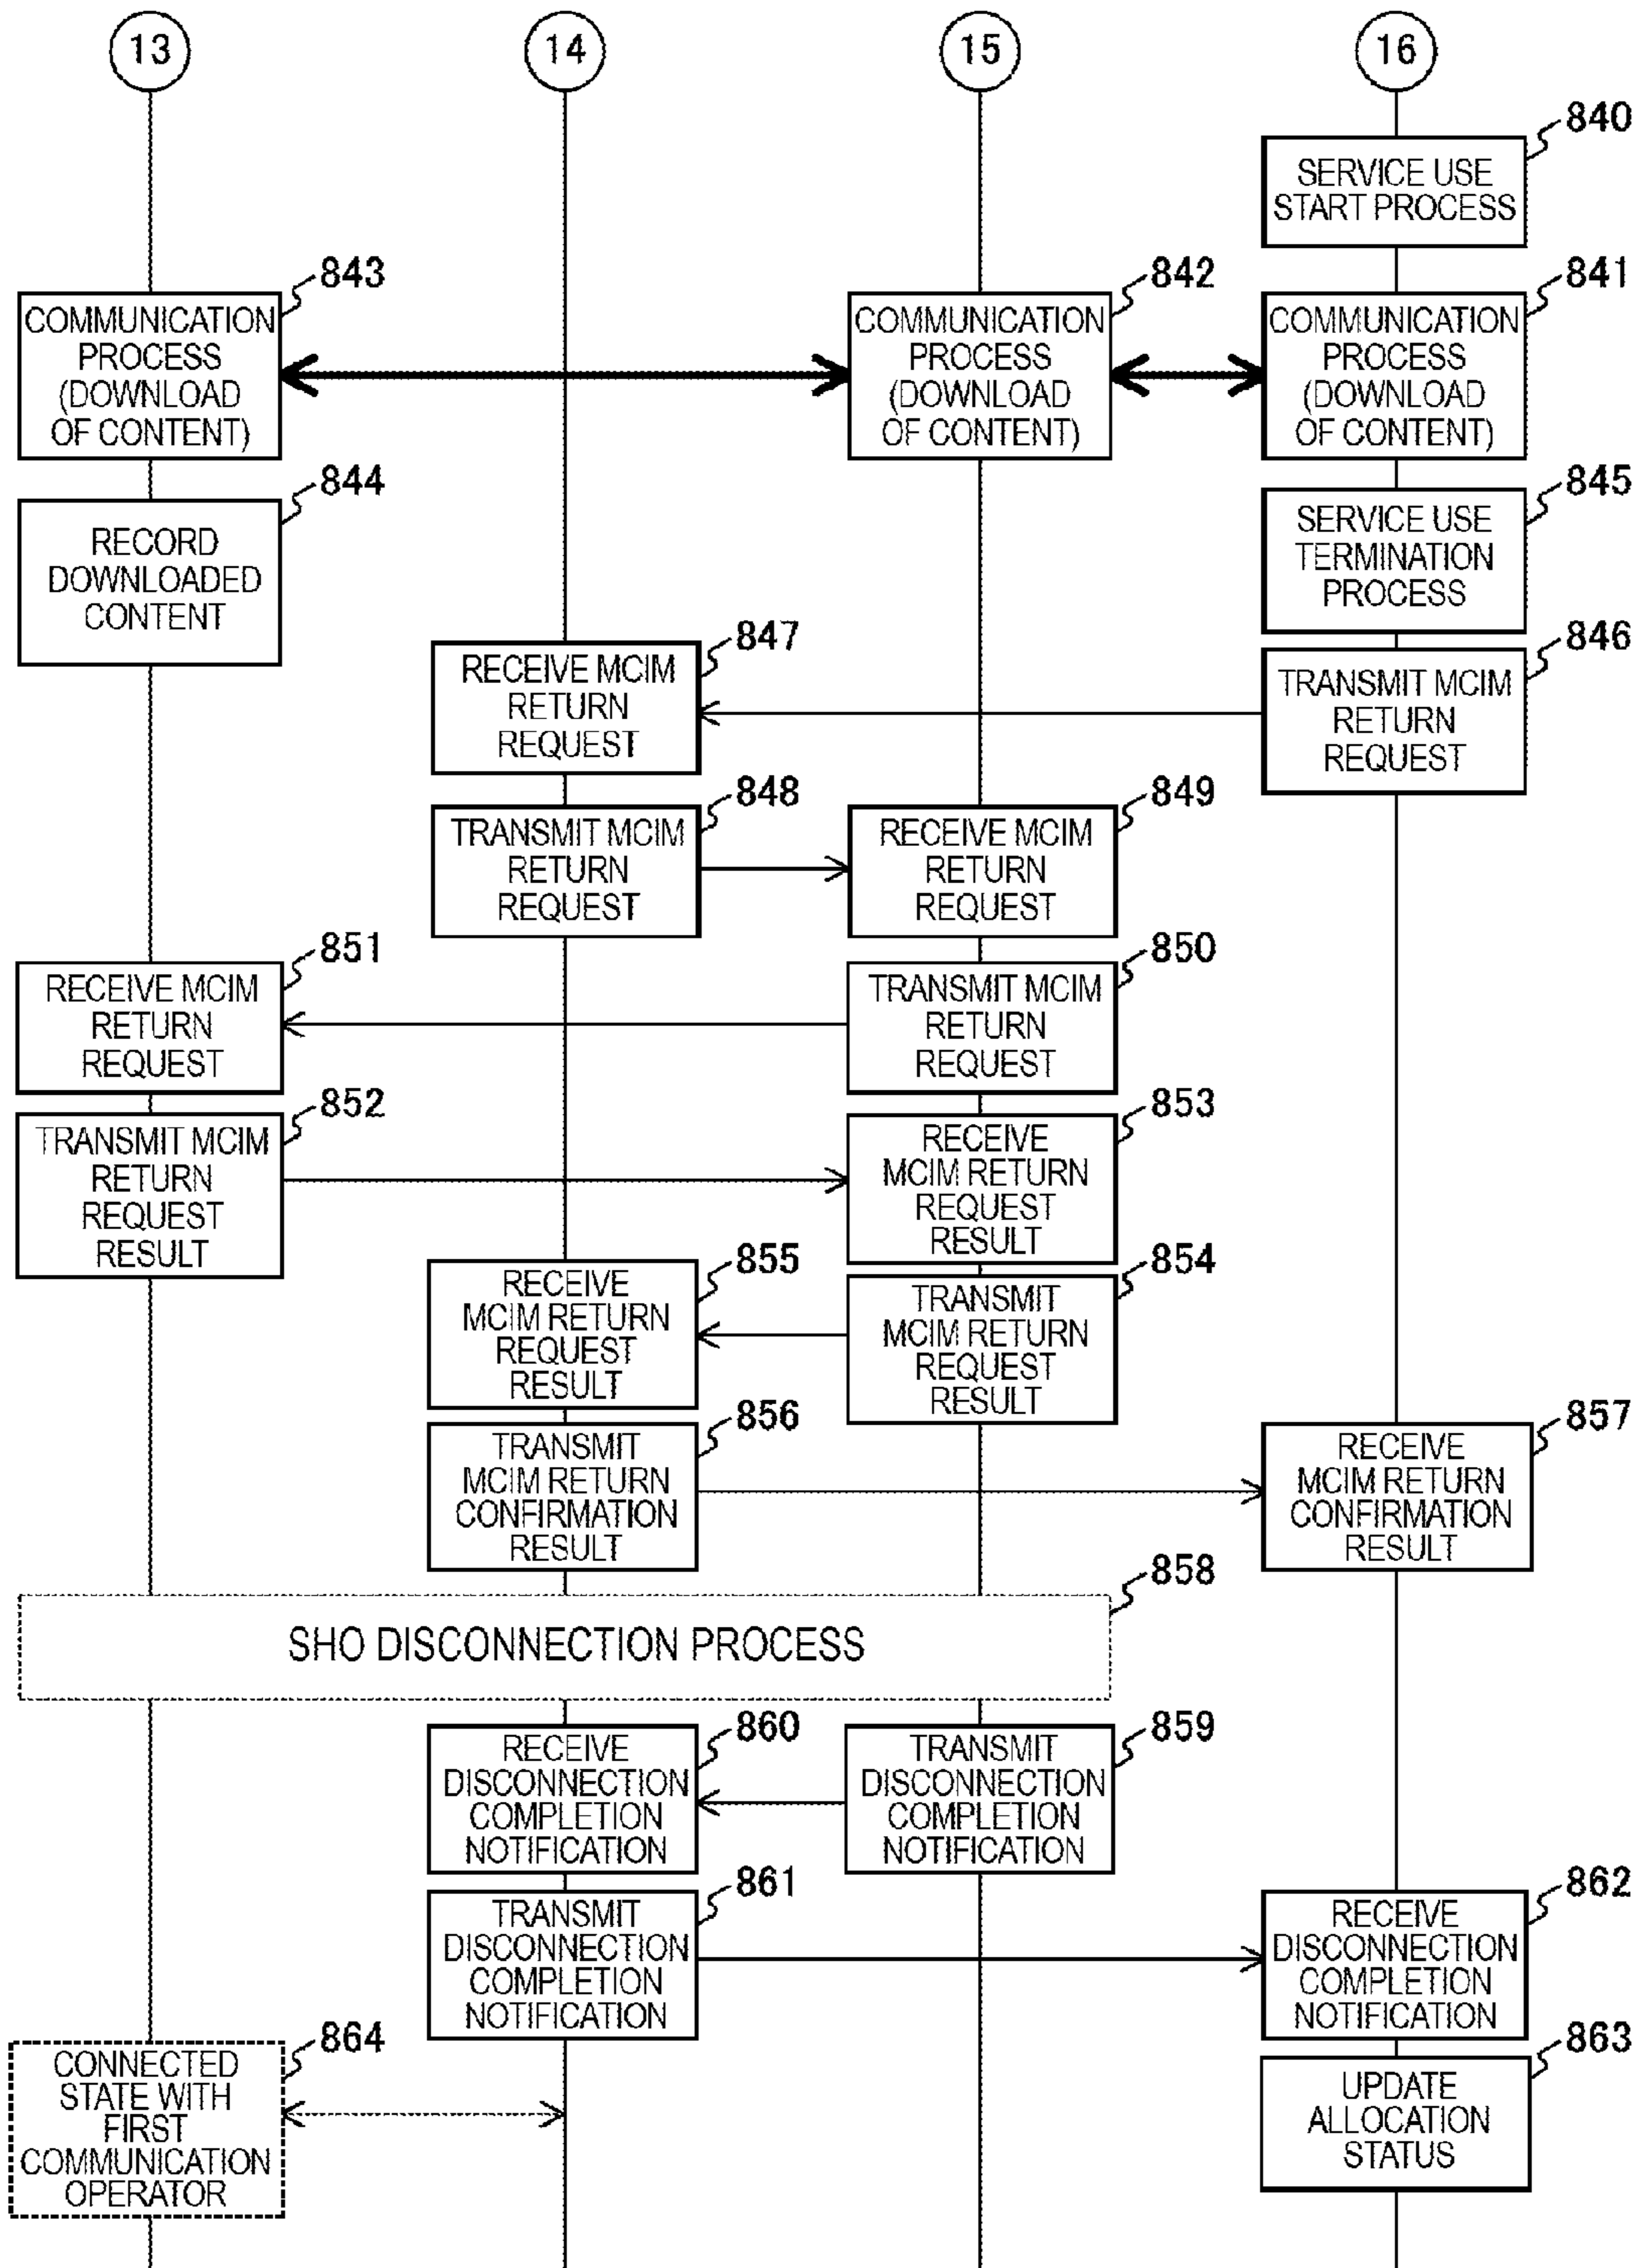 13
14
15
16
840
SERVICE USE
START PROCESS
843
COMMUNICATION
PROCESS
(DOWNLOAD
OF CONTENT)
842
COMMUNICATION
PROCESS
(DOWNLOAD
OF CONTENT)
841
COMMUNICATION
PROCESS
(DOWNLOAD
OF CONTENT)
844
RECORD
DOWNLOADED
CONTENT
845
SERVICE USE
TERMINATION
PROCESS
847
RECEIVE MCIM
RETURN
REQUEST
846
TRANSMIT MCIM
RETURN
REQUEST
848
TRANSMIT MCIM
RETURN
REQUEST
849
RECEIVE MCIM
RETURN
REQUEST
851
RECEIVE MCIM
RETURN
REQUEST
850
TRANSMIT MCIM
RETURN
REQUEST
852
TRANSMIT MCIM
RETURN
REQUEST
RESULT
853
RECEIVE
MCIM RETURN
REQUEST
RESULT
855
RECEIVE
MCIM RETURN
REQUEST
RESULT
854
TRANSMIT
MCIM RETURN
REQUEST
RESULT
856
TRANSMIT
MCIM RETURN
CONFIRMATION
RESULT
857
RECEIVE
MCIM RETURN
CONFIRMATION
RESULT
858
SHO DISCONNECTION PROCESS
860
RECEIVE
DISCONNECTION
COMPLETION
NOTIFICATION
859
TRANSMIT
DISCONNECTION
COMPLETION
NOTIFICATION
861
TRANSMIT
DISCONNECTION
COMPLETION
NOTIFICATION
862
RECEIVE
DISCONNECTION
COMPLETION
NOTIFICATION
864
CONNECTED
STATE WITH
FIRST
COMMUNICATION
OPERATOR
863
UPDATE
ALLOCATION
STATUS